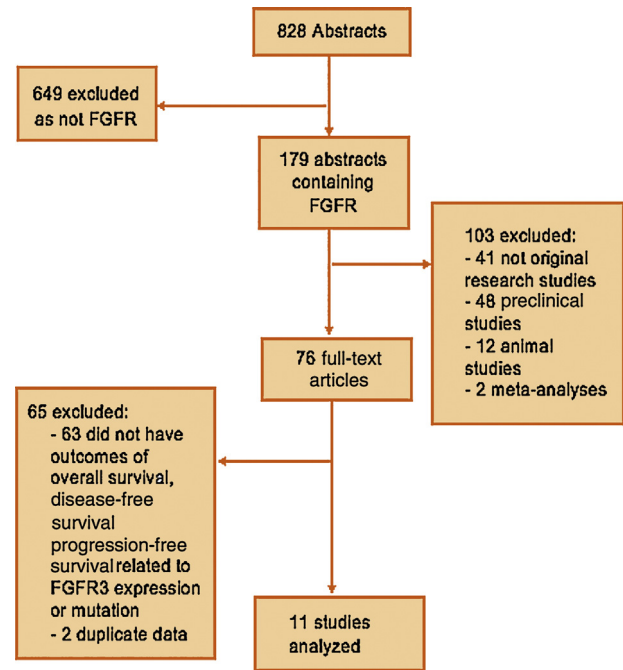 828 Abstracts
649 excluded
as not FGFR
179 abstracts
containing
FGFR
103 excluded:
- 41 not original
research studies
- 48 preclinical
studies
- 12 animal
studies
- 2 meta-analyses
76 full-text
articles
65 excluded:
- 63 did not have
outcomes of
overall survival,
disease-free
survival
progression-free
survival related to
FGFR3 expression
or mutation
- 2 duplicate data
11 studies
analyzed